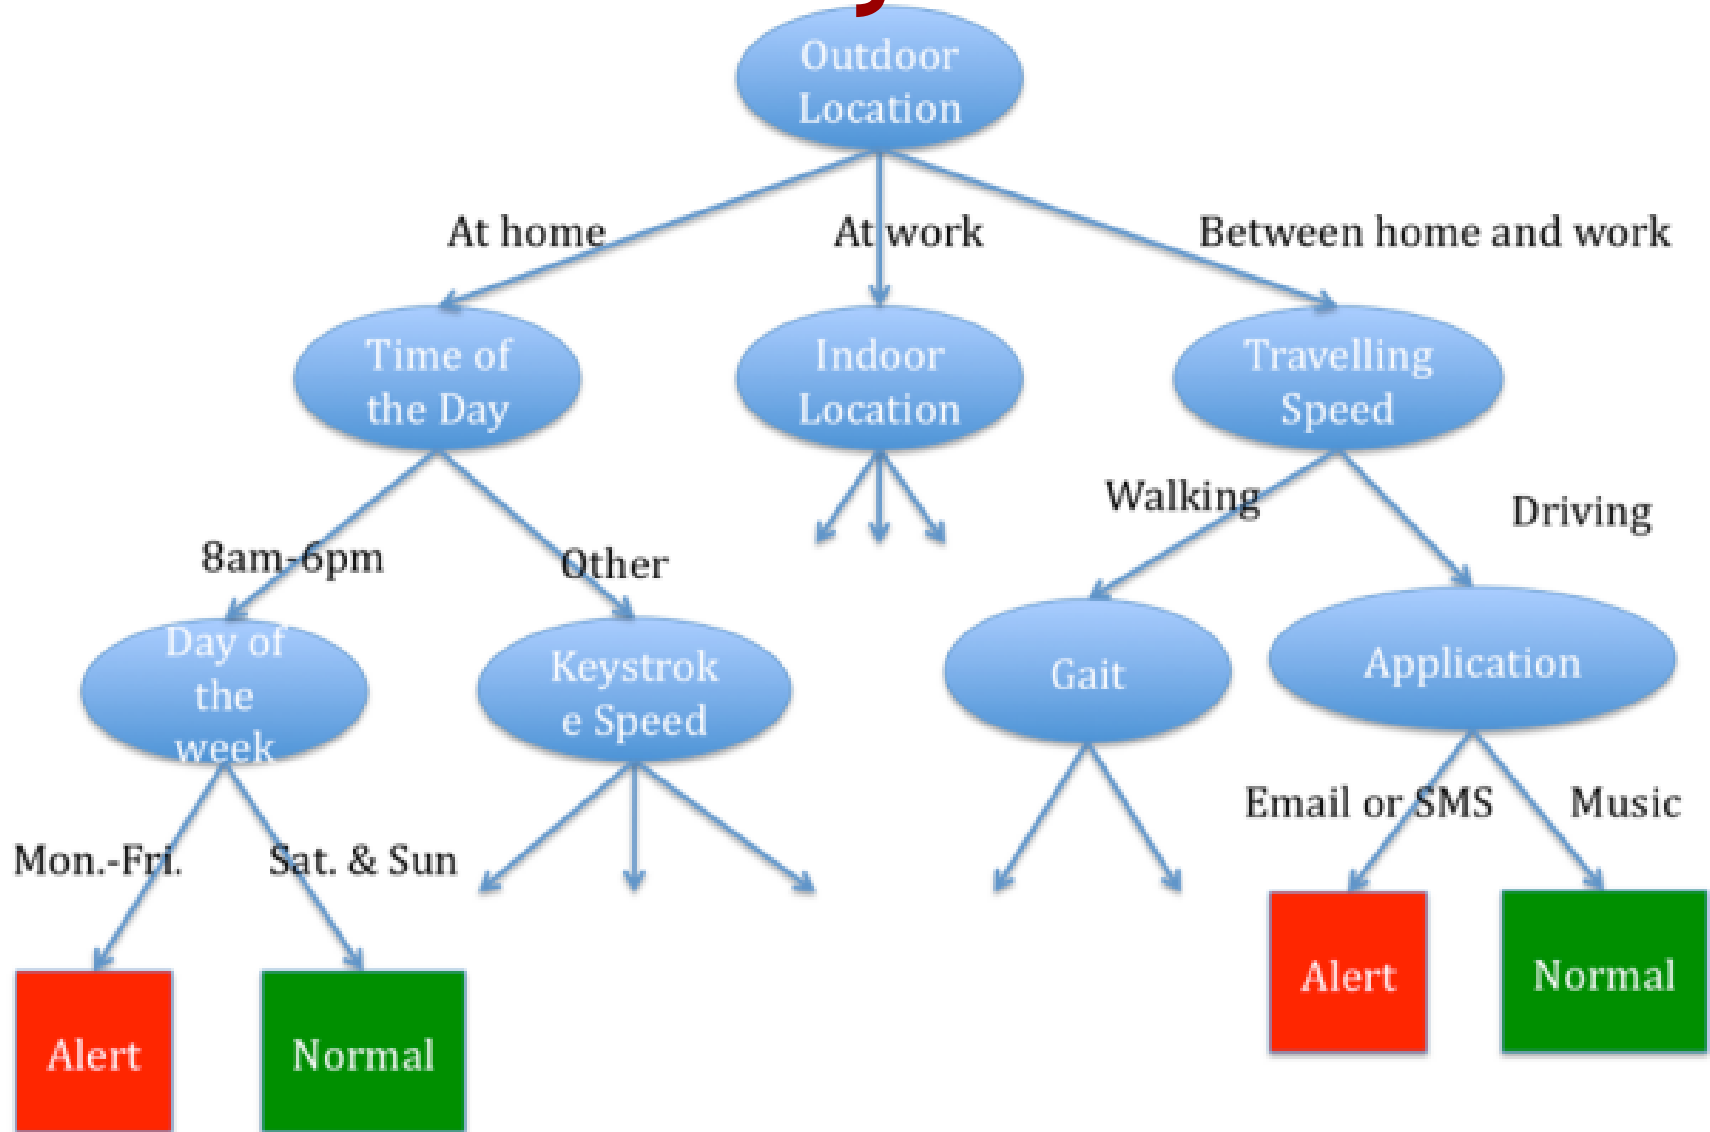 Outdoor
Location
At home
At work
Between home and work
Time of
the Day
Indoor
Location
Travelling
Speed
Walking
Driving
8am-6pm
Other
Day of
the
week
Keystrok
e Speed
Gait
Application
Email or SMS
Music
Mon.-Fri.
Sat. & Sun
Alert
Normal
Alert
Normal